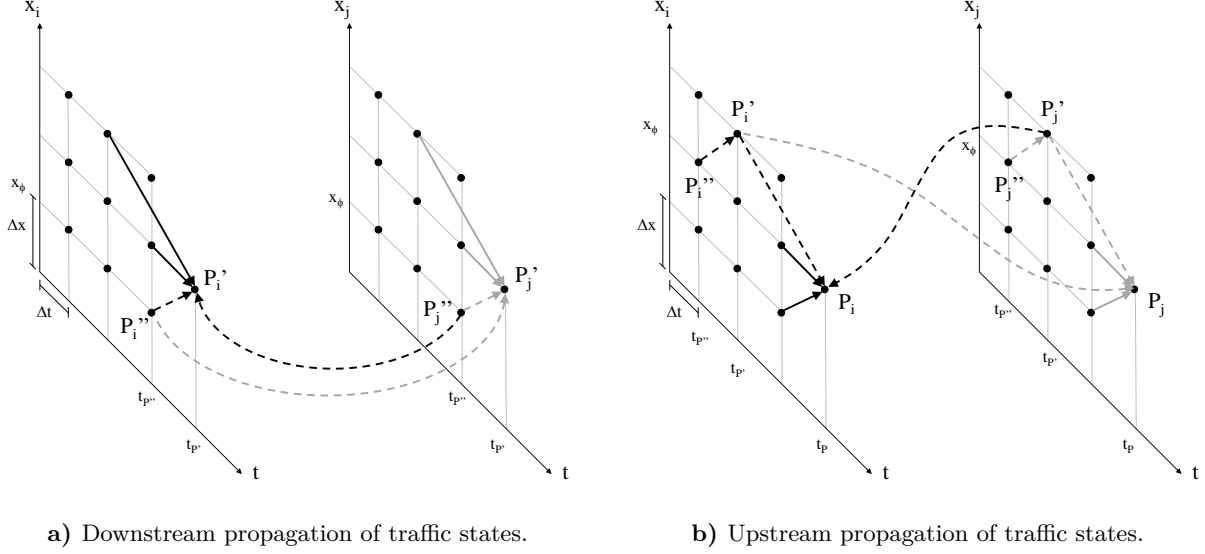 x_i
x_j
x_ϕ
x_ϕ
Δx
P_i’
P_j’
Δt
P_i’’
P_j’’
t_P’’
t_P’’
t_P’
t_P’
t
t
a) Downstream propagation of traffic states.
x_i
x_j
P_i’
P_j’
x_ϕ
x_ϕ
P_i’’
P_j’’
Δx
P_i
P_j
Δt
t_P’’
t_P’’
t_P’
t_P’
t_P
t_P
t
t
b) Upstream propagation of traffic states.